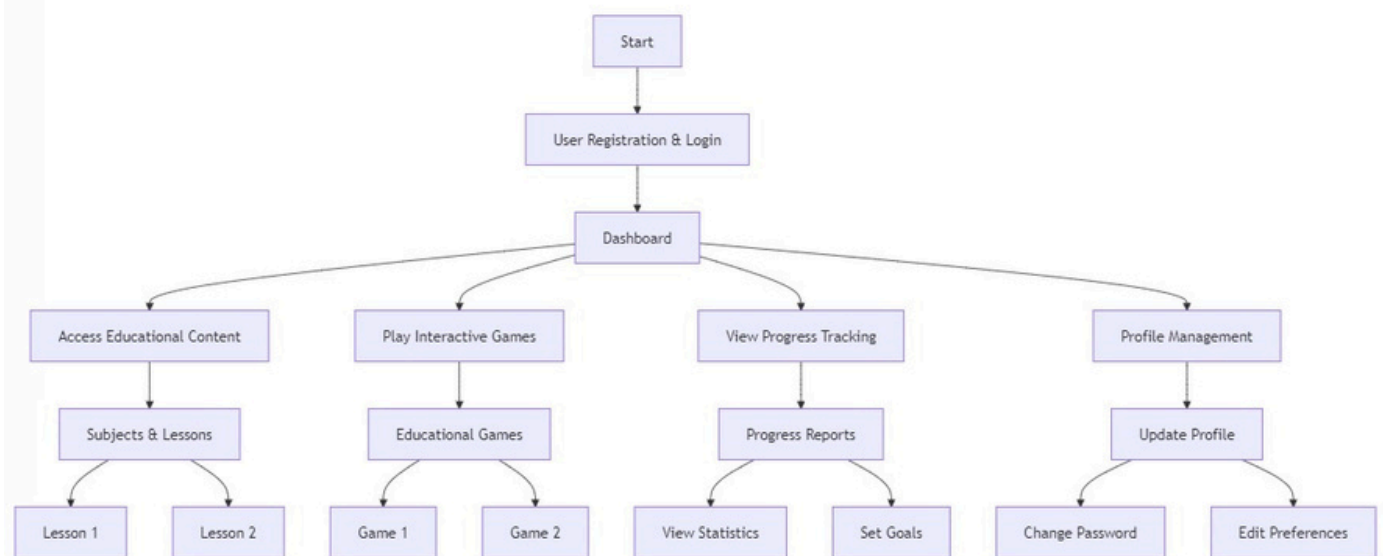 Start
User Registration & Login
Dashboard
Access Educational Content
Play Interactive Games
View Progress Tracking
Profile Management
Subjects & Lessons
Educational Games
Progress Reports
Update Profile
Lesson 1
Lesson 2
Game 1
Game 2
View Statistics
Set Goals
Change Password
Edit Preferences